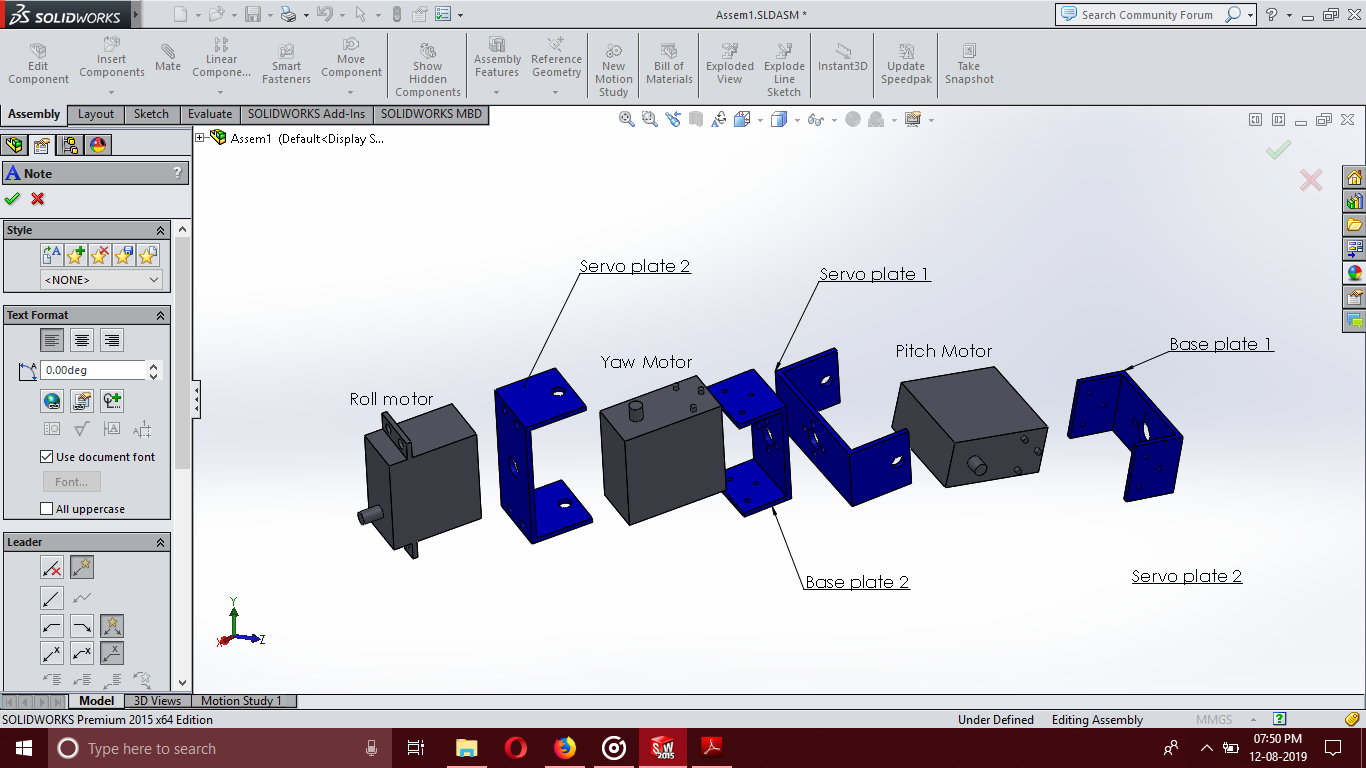 SOLIDWORKS
Assem1.SLDASM *
Search Community Forum
?
Edit
Component
Insert
Components
Mate
Linear
Compone...
Smart
Fasteners
Move
Component
Show
Hidden
Components
Assembly
Features
Reference
Geometry
New
Motion
Study
Bill of
Materials
Exploded
View
Explode
Line
Sketch
Instant3D
Update
Speedpak
Take
Snapshot
Assembly Layout Sketch Evaluate SOLIDWORKS Add-Ins SOLIDWORKS MBD
Assem1 (Default<Display S...
A Note ?
Style
<NONE>
Text Format
0.00deg
Use document font
Font...
All uppercase
Leader
Servo plate 2
Servo plate 1
Yaw Motor
Pitch Motor
Base plate 1
Roll motor
Base plate 2
Servo plate 2
Y
X
Z
Model 3D Views Motion Study 1
SOLIDWORKS Premium 2015 x64 Edition
Under Defined Editing Assembly MMGS
Type here to search
SW
2015
07:50 PM
12-08-2019